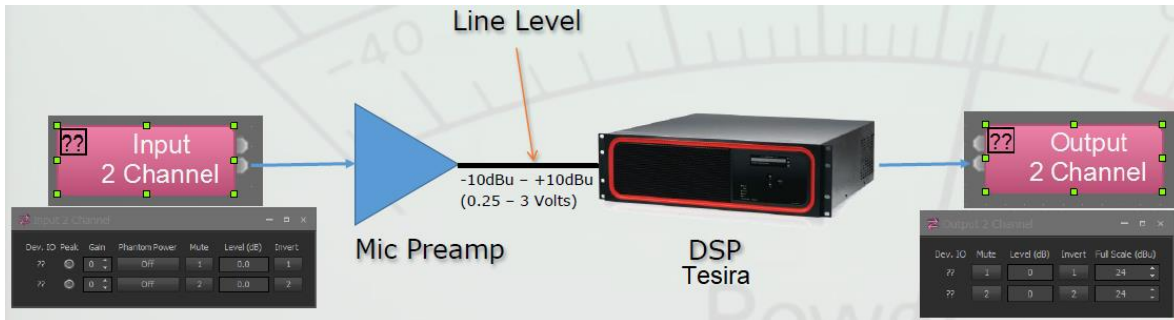 Line Level
-40
??
Input
2 Channel
-10dBu – +10dBu
(0.25 – 3 Volts)
Mic Preamp
DSP
Tesira
??
Output
2 Channel
Input 2 Channel
Dev. IO Peak Gain Phantom Power Mute Level (dB) Invert
?? 0 Off 1 0.0 1
?? 0 Off 2 0.0 2
Output 2 Channel
Dev. IO Mute Level (dB) Invert Full Scale (dBu)
?? 1 0 1 24
?? 2 0 2 24
Power